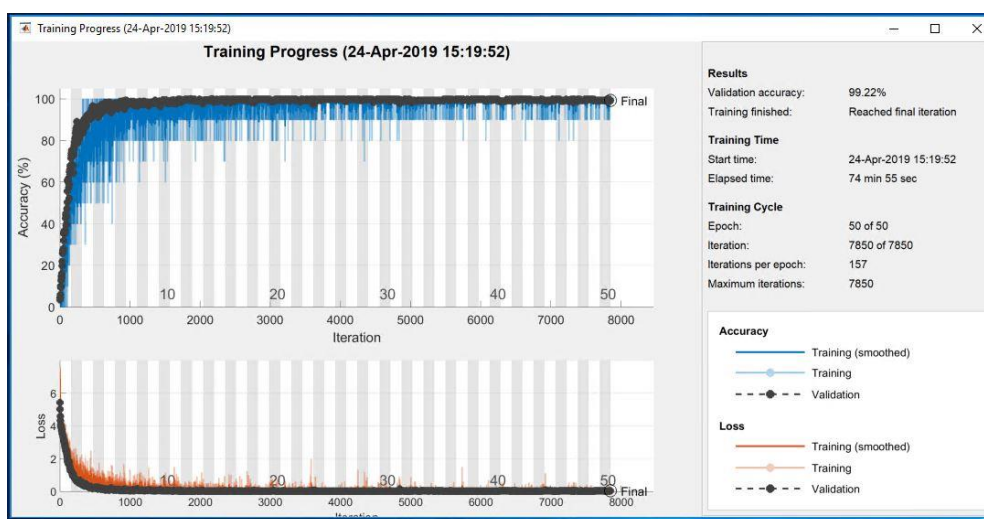 Training Progress (24-Apr-2019 15:19:52)
Training Progress (24-Apr-2019 15:19:52)
100
80
60
40
20
0
Accuracy (%)
Final
10
20
30
40
50
0
1000
2000
3000
4000
5000
6000
7000
8000
Iteration
6
4
2
0
Loss
10
20
30
40
50
Final
0
1000
2000
3000
4000
5000
6000
7000
8000
Iteration
Results
Validation accuracy: 99.22%
Training finished: Reached final iteration
Training Time
Start time: 24-Apr-2019 15:19:52
Elapsed time: 74 min 55 sec
Training Cycle
Epoch: 50 of 50
Iteration: 7850 of 7850
Iterations per epoch: 157
Maximum iterations: 7850
Accuracy
Training (smoothed)
Training
Validation
Loss
Training (smoothed)
Training
Validation